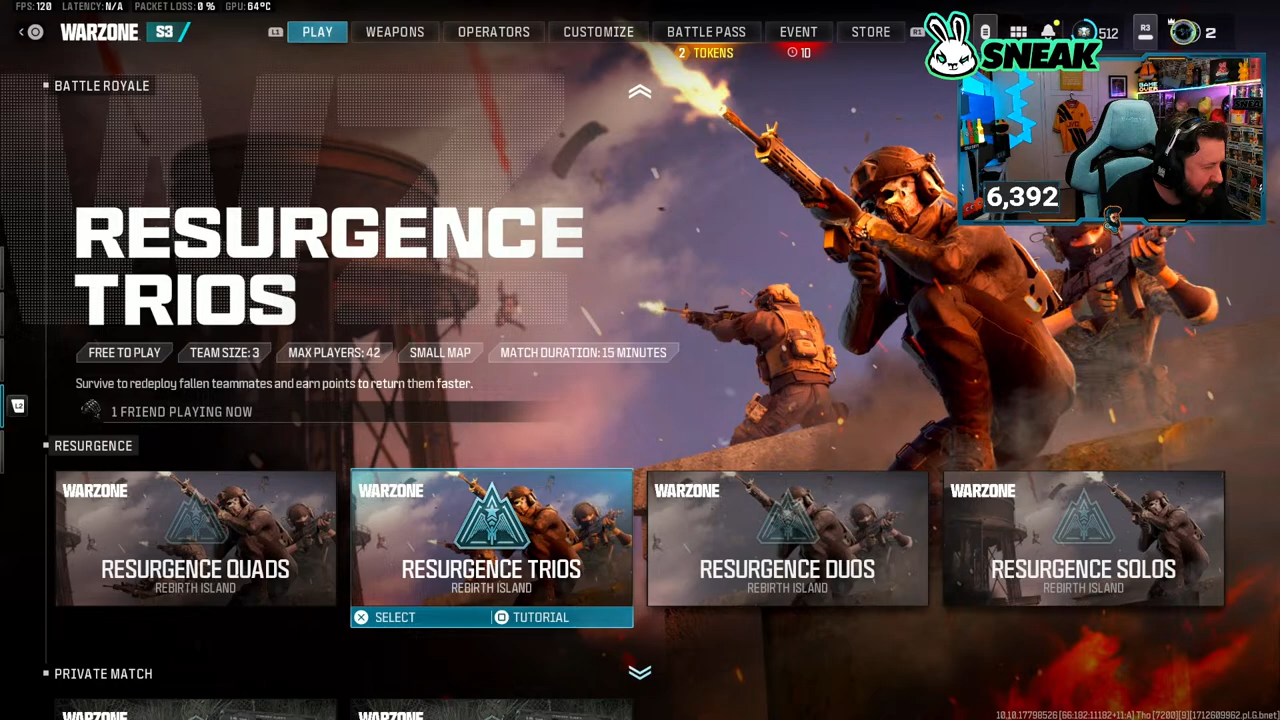 FPS: 120 LATENCY: N/A PACKET LOSS: 0 % GPU: 64°C
WARZONE S3
L1 PLAY WEAPONS OPERATORS CUSTOMIZE BATTLE PASS EVENT STORE R1
512 R3 2
2 TOKENS
10
SNEAK
BATTLE ROYALE
6,392
RESURGENCE
TRIOS
FREE TO PLAY TEAM SIZE: 3 MAX PLAYERS: 42 SMALL MAP MATCH DURATION: 15 MINUTES
Survive to redeploy fallen teammates and earn points to return them faster.
L2
1 FRIEND PLAYING NOW
RESURGENCE
WARZONE
RESURGENCE QUADS
REBIRTH ISLAND
WARZONE
RESURGENCE TRIOS
REBIRTH ISLAND
SELECT TUTORIAL
WARZONE
RESURGENCE DUOS
REBIRTH ISLAND
WARZONE
RESURGENCE SOLOS
REBIRTH ISLAND
PRIVATE MATCH
WARZONE
WARZONE